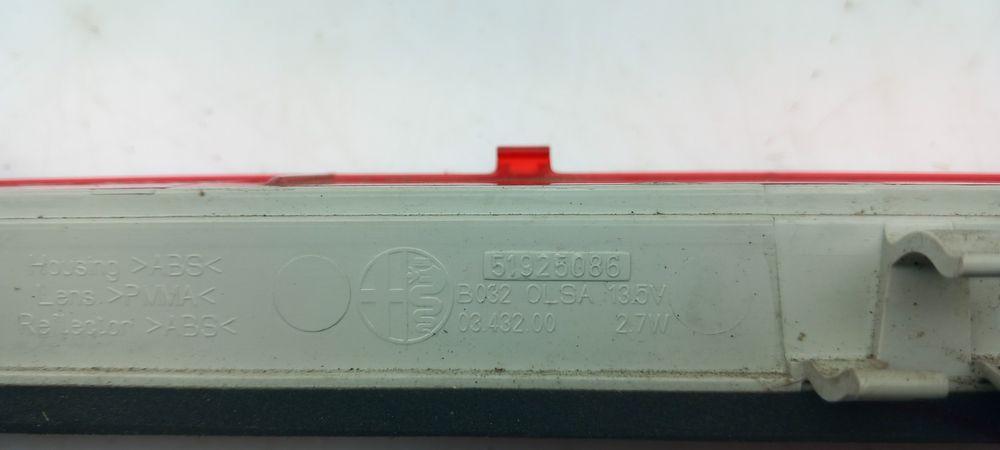 Housing >ABS<
Lens. >PMMA<
Reflector >ABS<
51925086
B032 OLSA 13.5V
03.432.00 2.7W